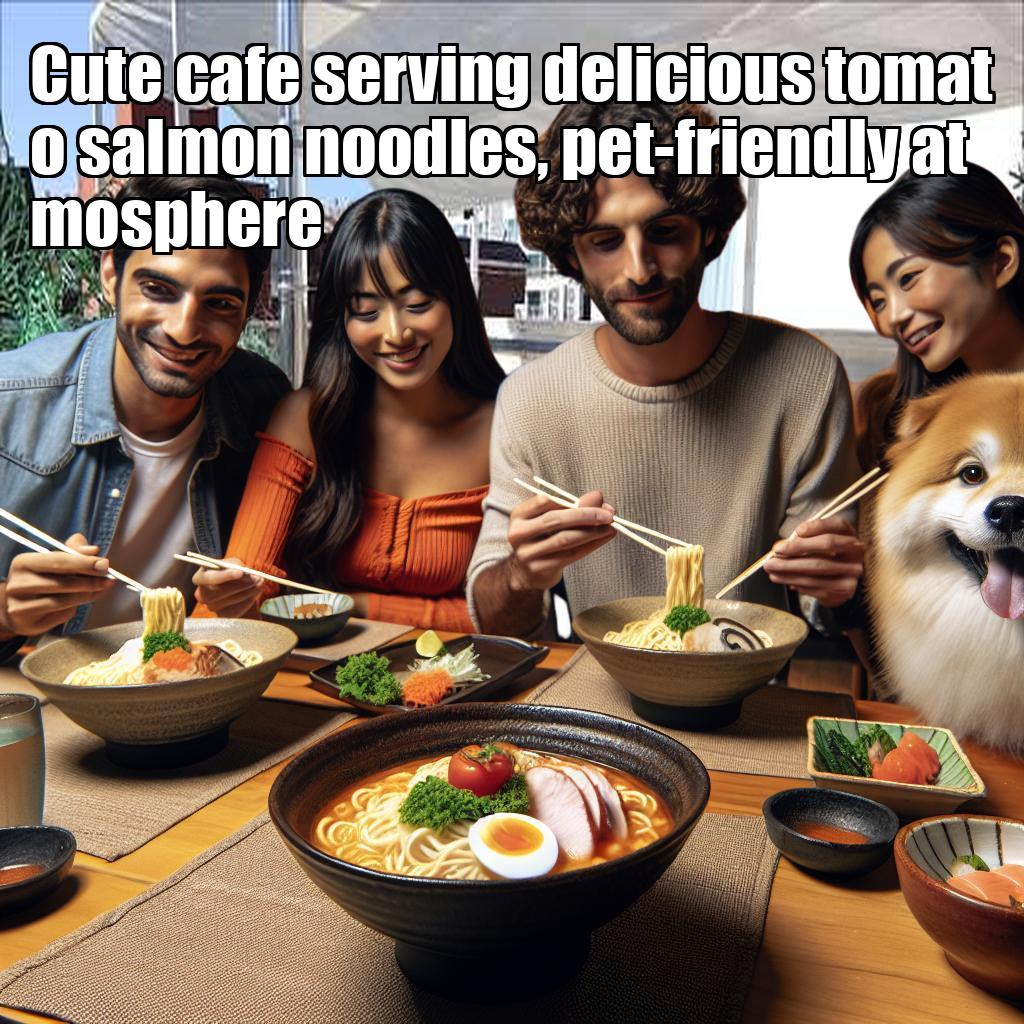 Cute cafe serving delicious tomat
o salmon noodles, pet-friendly at
mosphere